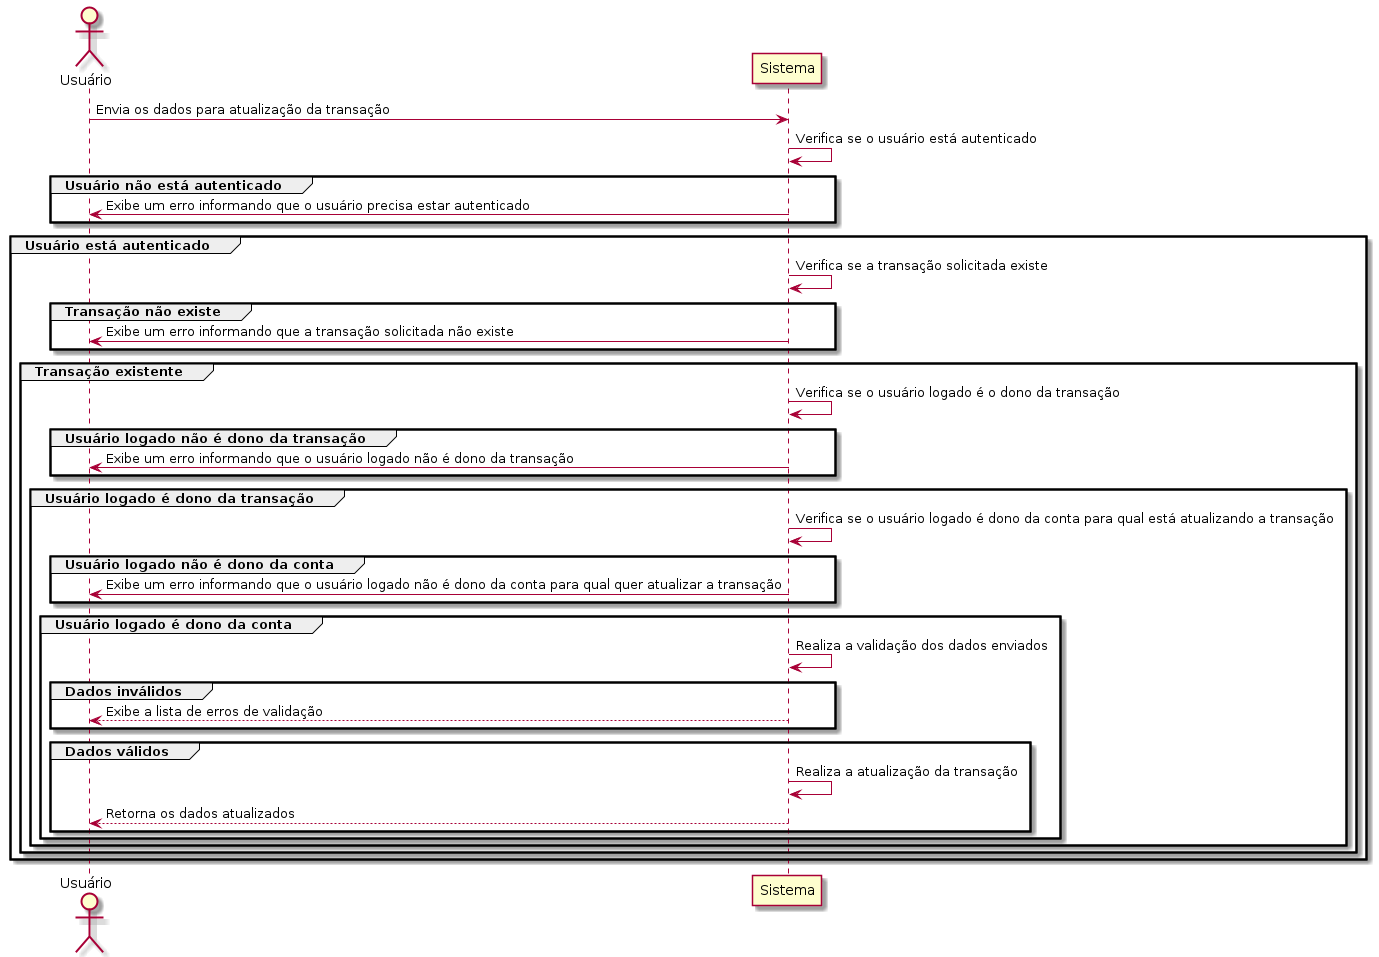 Usuário
Sistema
Envia os dados para atualização da transação
Verifica se o usuário está autenticado
Usuário não está autenticado
Exibe um erro informando que o usuário precisa estar autenticado
Usuário está autenticado
Verifica se a transação solicitada existe
Transação não existe
Exibe um erro informando que a transação solicitada não existe
Transação existente
Verifica se o usuário logado é o dono da transação
Usuário logado não é dono da transação
Exibe um erro informando que o usuário logado não é dono da transação
Usuário logado é dono da transação
Verifica se o usuário logado é dono da conta para qual está atualizando a transação
Usuário logado não é dono da conta
Exibe um erro informando que o usuário logado não é dono da conta para qual quer atualizar a transação
Usuário logado é dono da conta
Realiza a validação dos dados enviados
Dados inválidos
Exibe a lista de erros de validação
Dados válidos
Realiza a atualização da transação
Retorna os dados atualizados
Usuário
Sistema